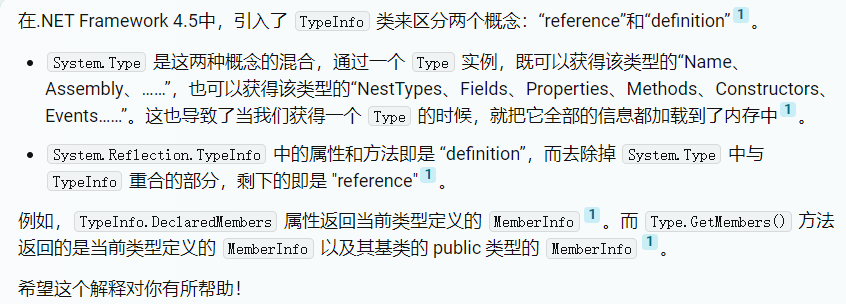 在.NET Framework 4.5中，引入了 TypeInfo 类来区分两个概念：“reference”和“definition” 1 。
• System.Type 是这两种概念的混合，通过一个 Type 实例，既可以获得该类型的“Name、
Assembly、……”，也可以获得该类型的“NestTypes、Fields、Properties、Methods、Constructors、
Events……”。这也导致了当我们获得一个 Type 的时候，就把它全部的信息都加载到了内存中 1 。
• System.Reflection.TypeInfo 中的属性和方法即是 “definition”，而去除掉 System.Type 中与
TypeInfo 重合的部分，剩下的即是 "reference" 1 。
例如，TypeInfo.DeclaredMembers 属性返回当前类型定义的 MemberInfo 1 。而 Type.GetMembers() 方法
返回的是当前类型定义的 MemberInfo 以及其基类的 public 类型的 MemberInfo 1 。
希望这个解释对你有所帮助！